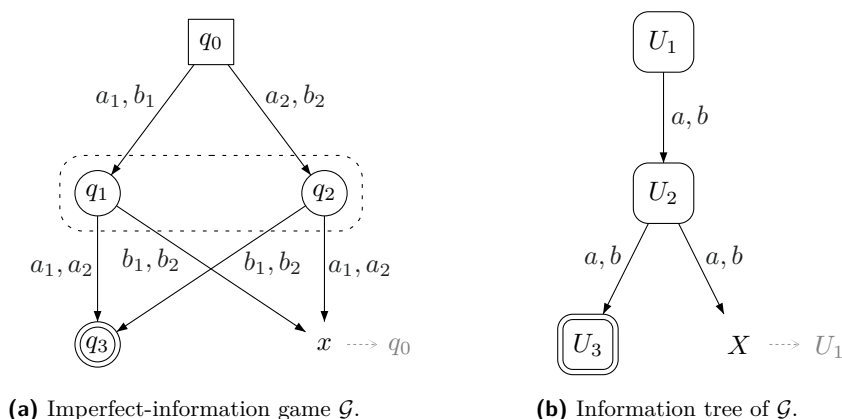 q₀
U₁
a₁, b₁
a₂, b₂
a, b
q₁
q₂
U₂
a₁, a₂
b₁, b₂
b₁, b₂
a₁, a₂
a, b
a, b
q₃
x
q₀
U₃
X
U₁
(a) Imperfect-information game 𝒢.
(b) Information tree of 𝒢.